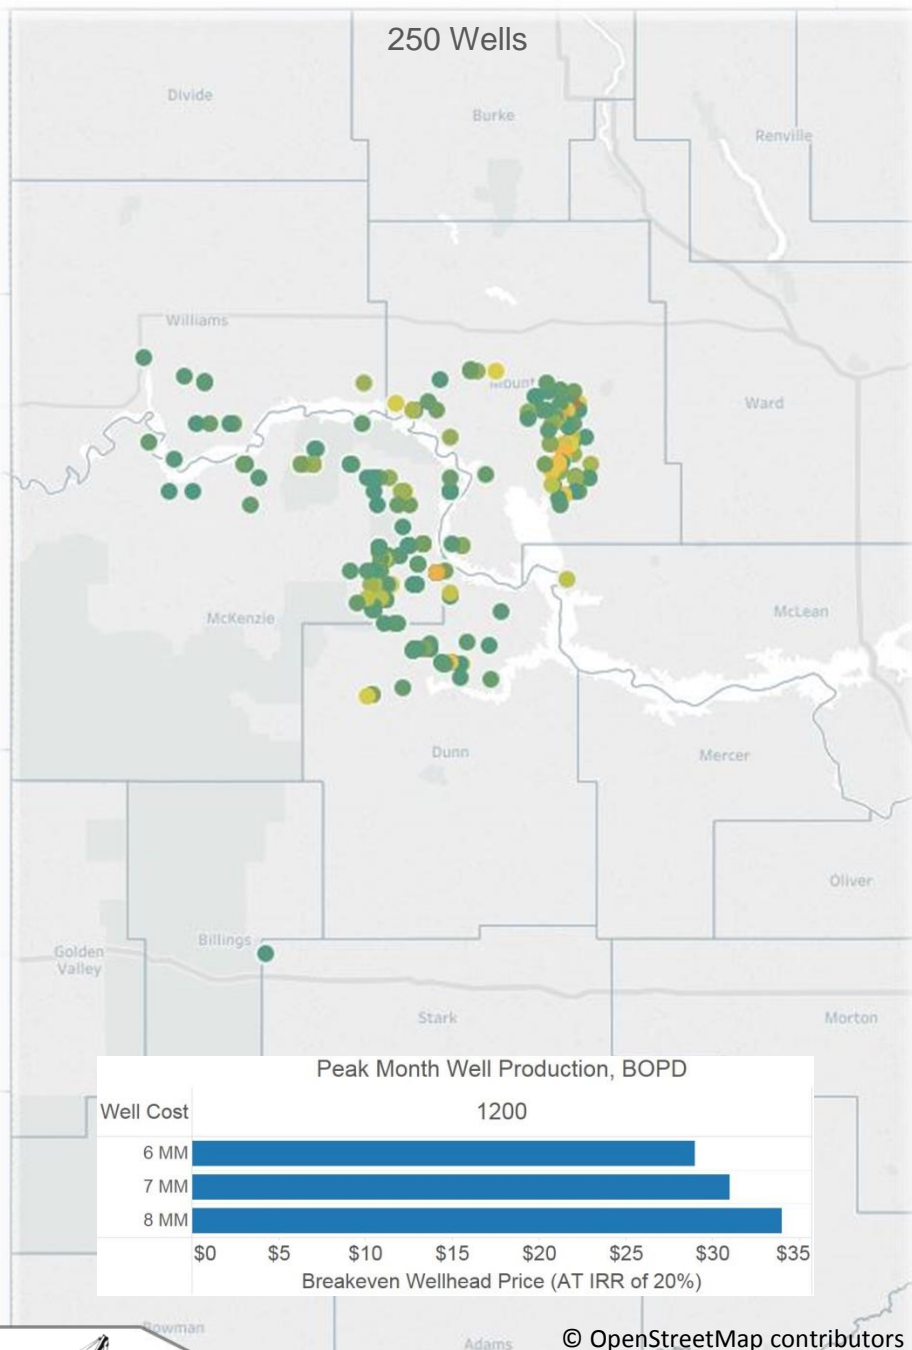 250 Wells
Divide
Burke
Renville
Williams
Mount
Ward
McKenzie
McLean
Dunn
Mercer
Oliver
Billings
Golden
Valley
Stark
Morton
Peak Month Well Production, BOPD
Well Cost
1200
6 MM
7 MM
8 MM
$0 $5 $10 $15 $20 $25 $30 $35
Breakeven Wellhead Price (AT IRR of 20%)
Bowman
Adams
© OpenStreetMap contributors